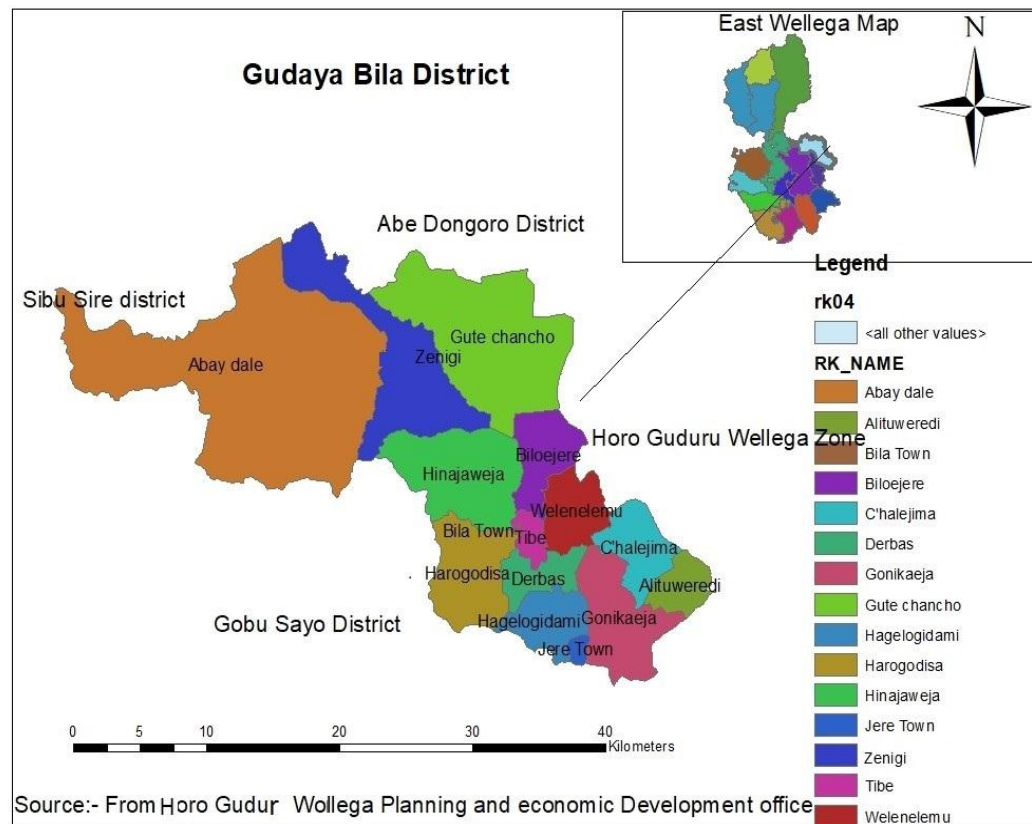 East Wellega Map
N
Gudaya Bila District
Abe Dongoro District
Sibu Sire district
Gute chancho
Zenigi
Abay dale
Horo Guduru Wellega Zone
Biloejere
Hinajaweja
Welenelemu
Bila Town
Tibe
C'halejima
Harogodisa
Derbas
Alituweredi
Hagelogidami
Gonikaeja
Gobu Sayo District
Jere Town
Legend
rk04
<all other values>
RK_NAME
Abay dale
Alituweredi
Bila Town
Biloejere
C'halejima
Derbas
Gonikaeja
Gute chancho
Hagelogidami
Harogodisa
Hinajaweja
Jere Town
Zenigi
Tibe
Welenelemu
0 10 20 30 40
Kilometers
Source:- From Horo Gudur Wollega Planning and economic Development office